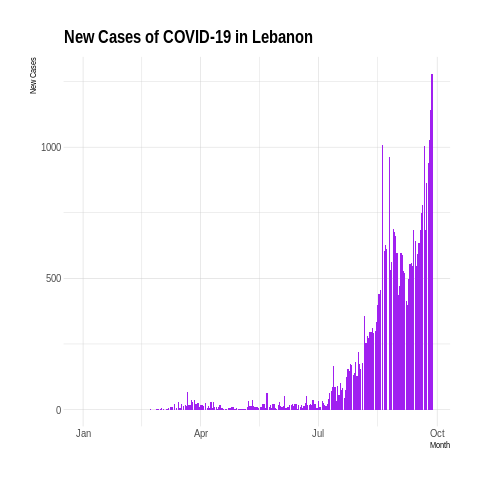 New Cases of COVID-19 in Lebanon
New Cases
1000
500
0
Jan
Apr
Jul
Oct
Month